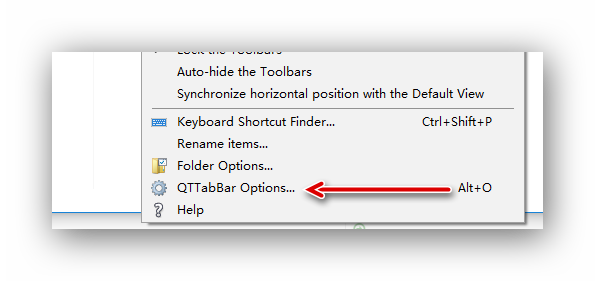 Lock the Toolbars
Auto-hide the Toolbars
Synchronize horizontal position with the Default View
Keyboard Shortcut Finder... Ctrl+Shift+P
Rename items...
Folder Options...
QTTabBar Options... Alt+O
Help